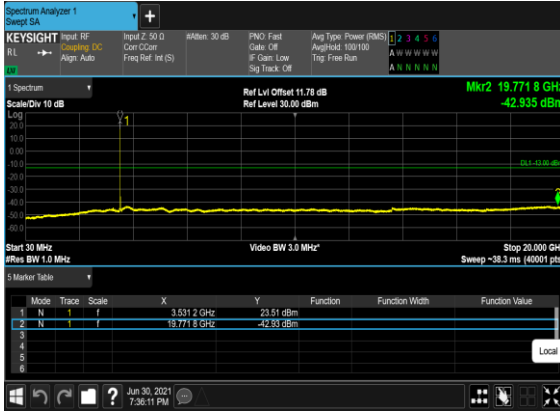 Spectrum Analyzer 1
Swept SA
+
KEYSIGHT
RL
Input: RF
Coupling: DC
Align: Auto
Input Z: 50 Ω
Corr CCorr
Freq Ref: Int (S)
#Atten: 30 dB
PNO: Fast
Gate: Off
IF Gain: Low
Sig Track: Off
Avg Type: Power (RMS)
Avg|Hold: 100/100
Trig: Free Run
1 2 3 4 5 6
A W W W W W
A N N N N N
1 Spectrum
Scale/Div 10 dB
Ref Lvl Offset 11.78 dB
Ref Level 30.00 dBm
Mkr2 19.771 8 GHz
-42.935 dBm
Log
20.0
10.0
0.00
-10.0
-20.0
-30.0
-40.0
-50.0
-60.0
1
DL1 -13.00 dBm
Start 30 MHz
#Res BW 1.0 MHz
Video BW 3.0 MHz*
Stop 20.000 GH
Sweep ~38.3 ms (40001 pts
5 Marker Table
Mode Trace Scale X Y Function Function Width Function Value
1 N 1 f 3.531 2 GHz 23.51 dBm
2 N 1 f 19.771 8 GHz -42.93 dBm
3
4
5
6
Local
?
Jun 30, 2021
7:36:11 PM